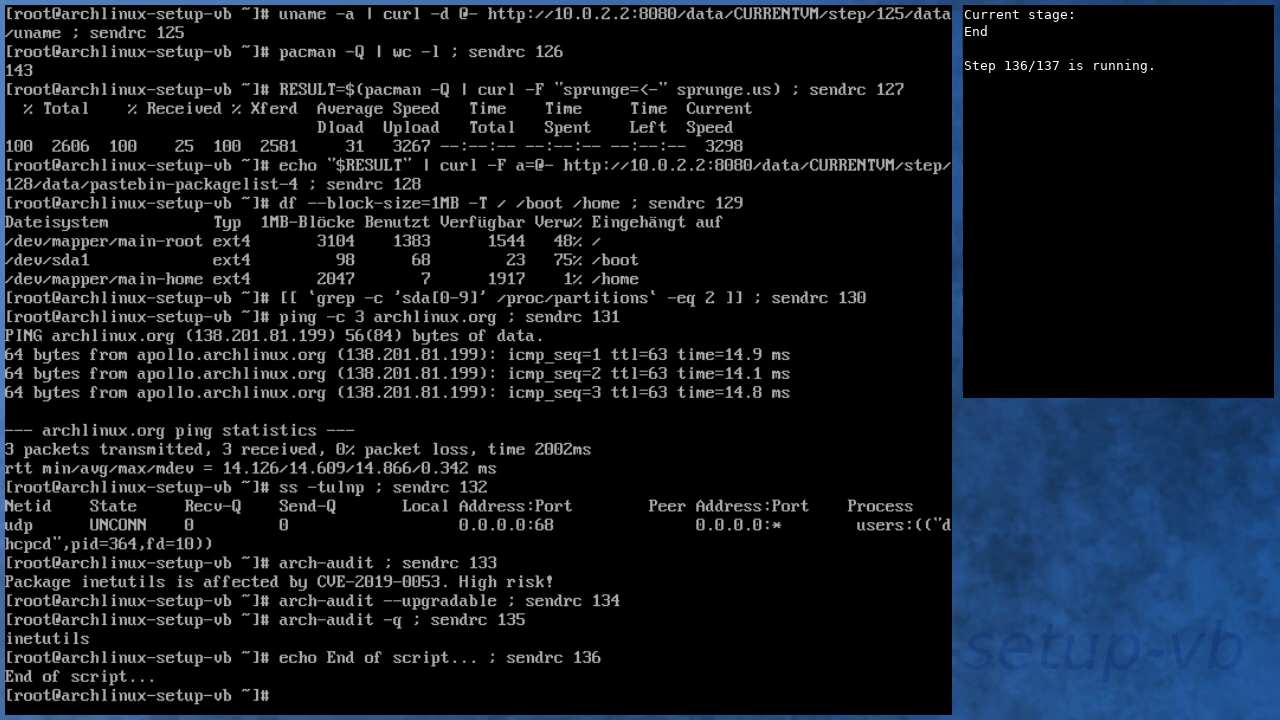 [root@archlinux-setup-vb ~]# uname -a | curl -d @- http://10.0.2.2:8080/data/CURRENTVM/step/125/data
/uname ; sendrc 125
[root@archlinux-setup-vb ~]# pacman -Q | wc -l ; sendrc 126
143
[root@archlinux-setup-vb ~]# RESULT=$(pacman -Q | curl -F "sprunge=<-" sprunge.us) ; sendrc 127
  % Total    % Received % Xferd  Average Speed   Time    Time     Time  Current
                                 Dload  Upload   Total   Spent    Left  Speed
100  2606  100    25  100  2581     31   3267 --:--:-- --:--:-- --:--:--  3298
[root@archlinux-setup-vb ~]# echo "$RESULT" | curl -F a=@- http://10.0.2.2:8080/data/CURRENTVM/step/
128/data/pastebin-packagelist-4 ; sendrc 128
[root@archlinux-setup-vb ~]# df --block-size=1MB -T / /boot /home ; sendrc 129
Dateisystem           Typ  1MB-Blöcke Benutzt Verfügbar Verw% Eingehängt auf
/dev/mapper/main-root ext4       3104    1383      1544   48% /
/dev/sda1             ext4         98      68        23   75% /boot
/dev/mapper/main-home ext4       2047       7      1917    1% /home
[root@archlinux-setup-vb ~]# [[ `grep -c 'sda[0-9]' /proc/partitions` -eq 2 ]] ; sendrc 130
[root@archlinux-setup-vb ~]# ping -c 3 archlinux.org ; sendrc 131
PING archlinux.org (138.201.81.199) 56(84) bytes of data.
64 bytes from apollo.archlinux.org (138.201.81.199): icmp_seq=1 ttl=63 time=14.9 ms
64 bytes from apollo.archlinux.org (138.201.81.199): icmp_seq=2 ttl=63 time=14.1 ms
64 bytes from apollo.archlinux.org (138.201.81.199): icmp_seq=3 ttl=63 time=14.8 ms
--- archlinux.org ping statistics ---
3 packets transmitted, 3 received, 0% packet loss, time 2002ms
rtt min/avg/max/mdev = 14.126/14.609/14.866/0.342 ms
[root@archlinux-setup-vb ~]# ss -tulnp ; sendrc 132
Netid    State     Recv-Q    Send-Q       Local Address:Port        Peer Address:Port    Process
udp      UNCONN    0         0                  0.0.0.0:68               0.0.0.0:*        users:(("d
hcpcd",pid=364,fd=10))
[root@archlinux-setup-vb ~]# arch-audit ; sendrc 133
Package inetutils is affected by CVE-2019-0053. High risk!
[root@archlinux-setup-vb ~]# arch-audit --upgradable ; sendrc 134
[root@archlinux-setup-vb ~]# arch-audit -q ; sendrc 135
inetutils
[root@archlinux-setup-vb ~]# echo End of script... ; sendrc 136
End of script...
[root@archlinux-setup-vb ~]#
Current stage:
End
Step 136/137 is running.
setup-vb